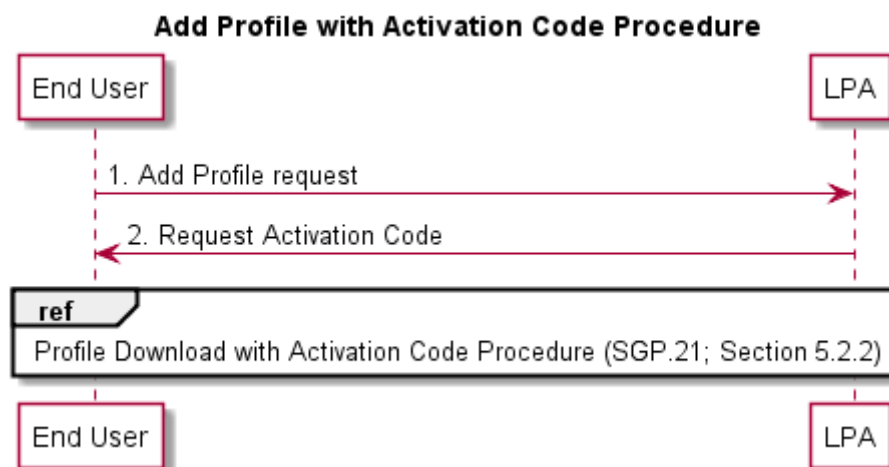 Add Profile with Activation Code Procedure
End User
LPA
1. Add Profile request
2. Request Activation Code
ref
Profile Download with Activation Code Procedure (SGP.21; Section 5.2.2)
End User
LPA